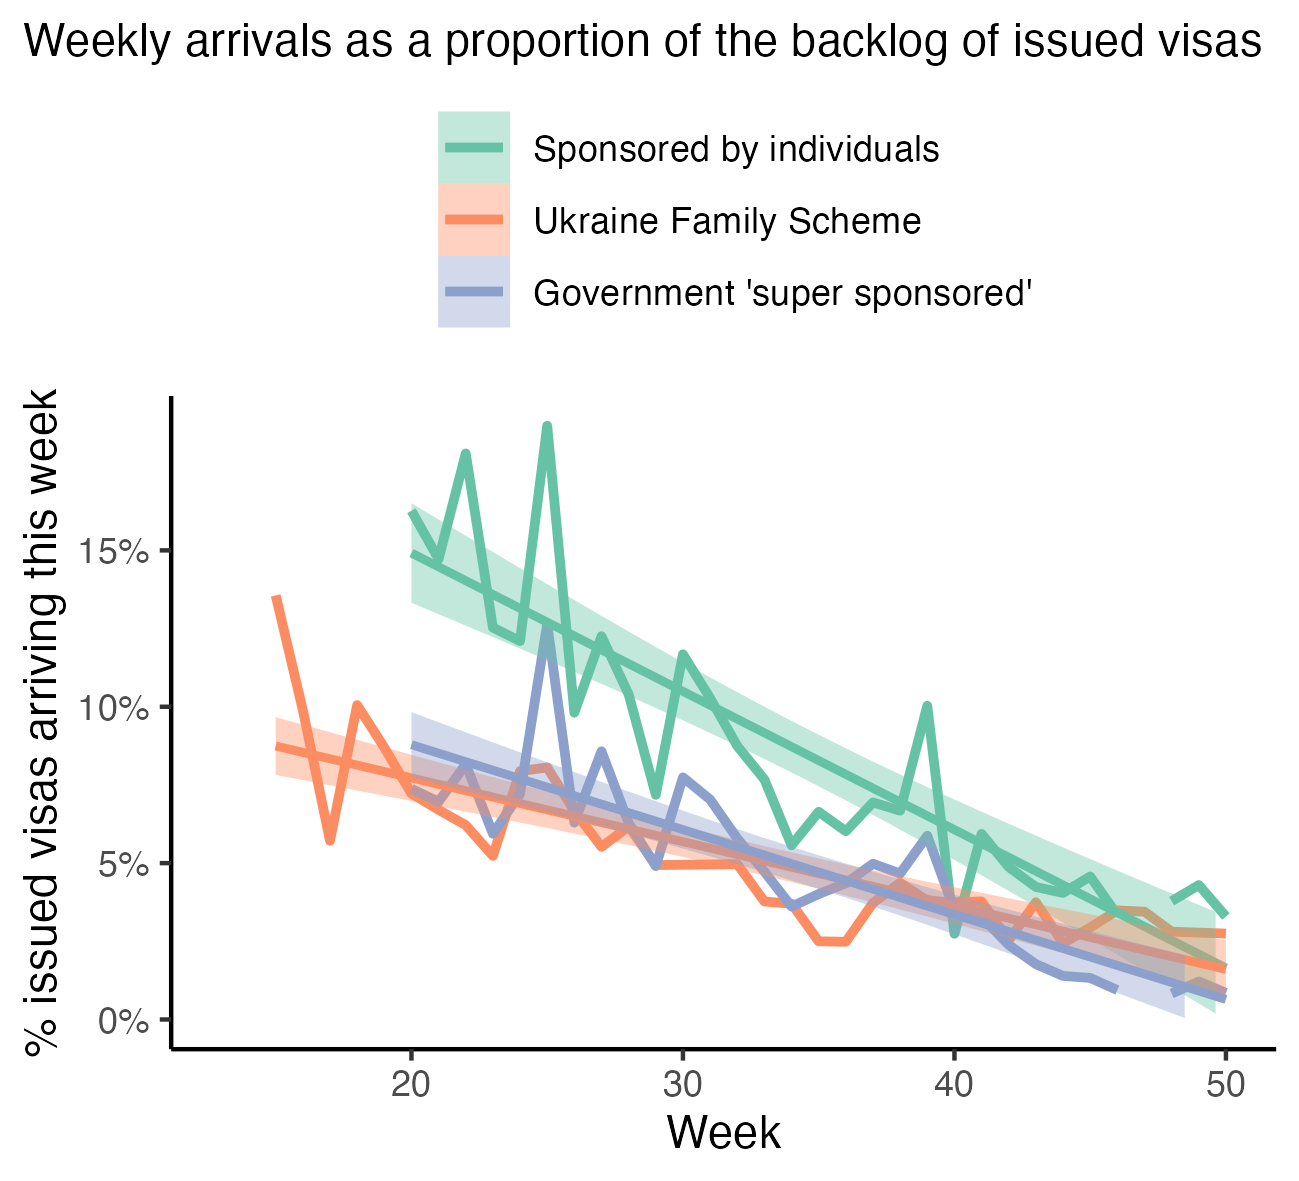 Weekly arrivals as a proportion of the backlog of issued visas
Sponsored by individuals
Ukraine Family Scheme
Government 'super sponsored'
% issued visas arriving this week
15%
10%
5%
0%
20 30 40 50
Week